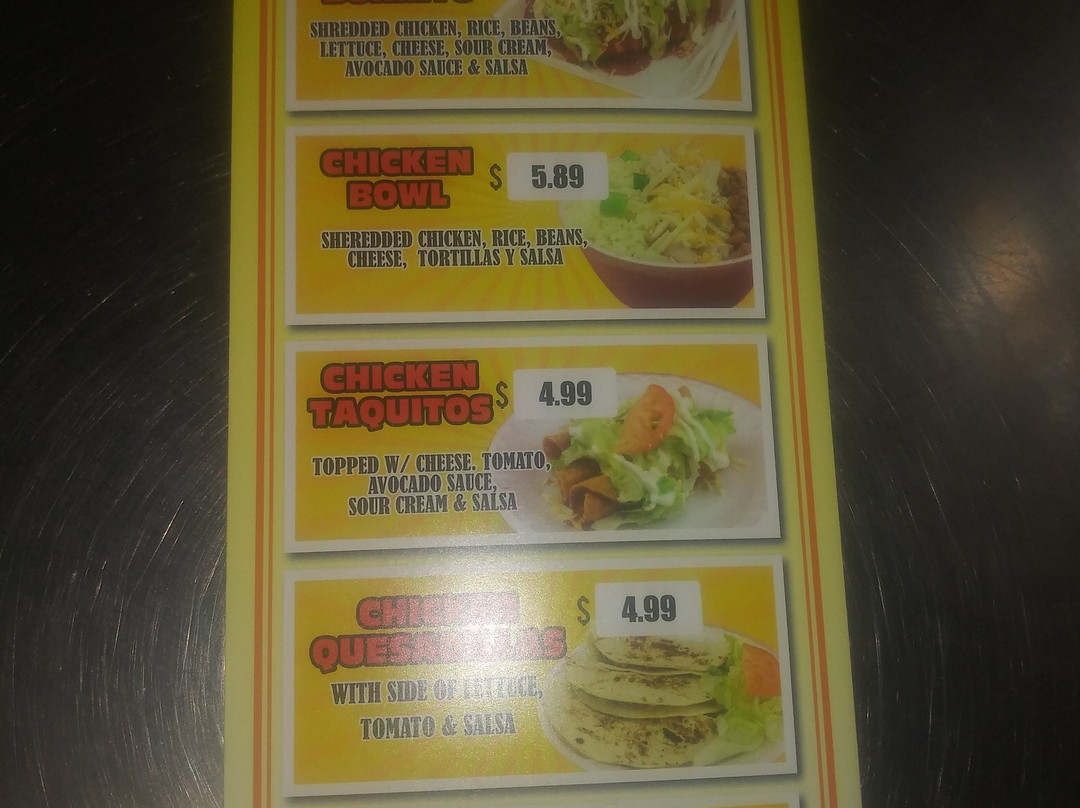 SHREDDED CHICKEN, RICE, BEANS,
LETTUCE, CHEESE, SOUR CREAM,
AVOCADO SAUCE & SALSA
CHICKEN
BOWL
$ 5.89
SHEREDDED CHICKEN, RICE, BEANS,
CHEESE, TORTILLAS Y SALSA
CHICKEN
TAQUITOS
$ 4.99
TOPPED W/ CHEESE. TOMATO,
AVOCADO SAUCE,
SOUR CREAM & SALSA
CHICKEN
QUESADILLAS
$ 4.99
WITH SIDE OF LETTUCE,
TOMATO & SALSA